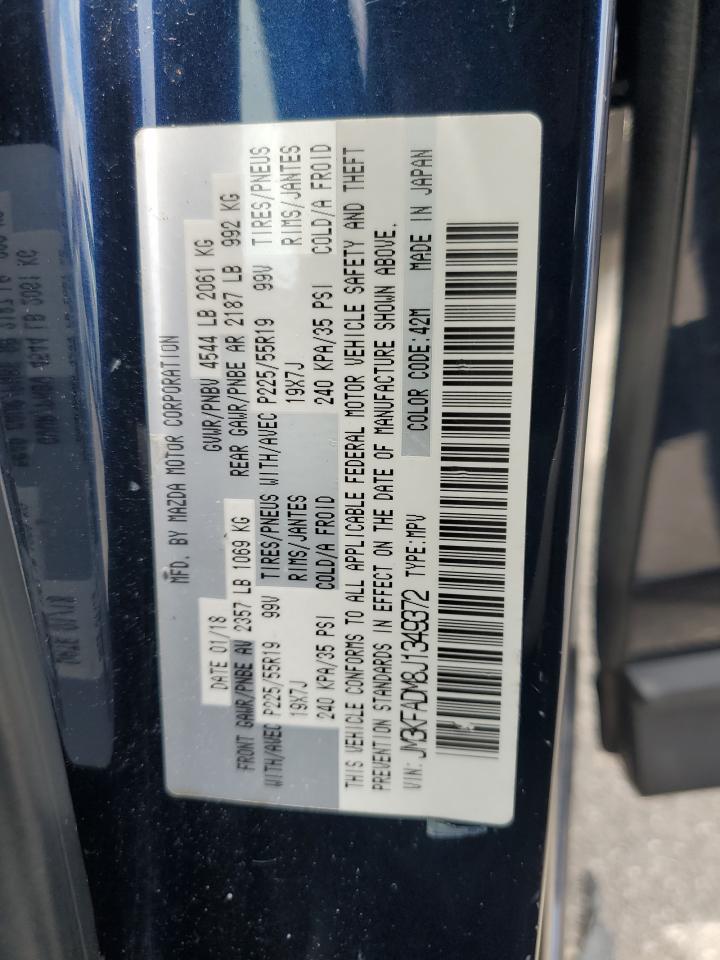 MFD. BY MAZDA MOTOR CORPORATION
DATE 01/18 GVWR/PNBV 4544 LB 2061 KG
FRONT GAWR/PNBE AV 2357 LB 1069 KG REAR GAWR/PNBE AR 2187 LB 992 KG
WITH/AVEC P225/55R19 99V TIRES/PNEUS WITH/AVEC P225/55R19 99V TIRES/PNEUS
19X7J RIMS/JANTES 19X7J RIMS/JANTES
240 KPA/35 PSI COLD/A FROID 240 KPA/35 PSI COLD/A FROID
THIS VEHICLE CONFORMS TO ALL APPLICABLE FEDERAL MOTOR VEHICLE SAFETY AND THEFT
PREVENTION STANDARDS IN EFFECT ON THE DATE OF MANUFACTURE SHOWN ABOVE.
VIN: JM3KFADM8J1349372 TYPE:MPV COLOR CODE:42M MADE IN JAPAN